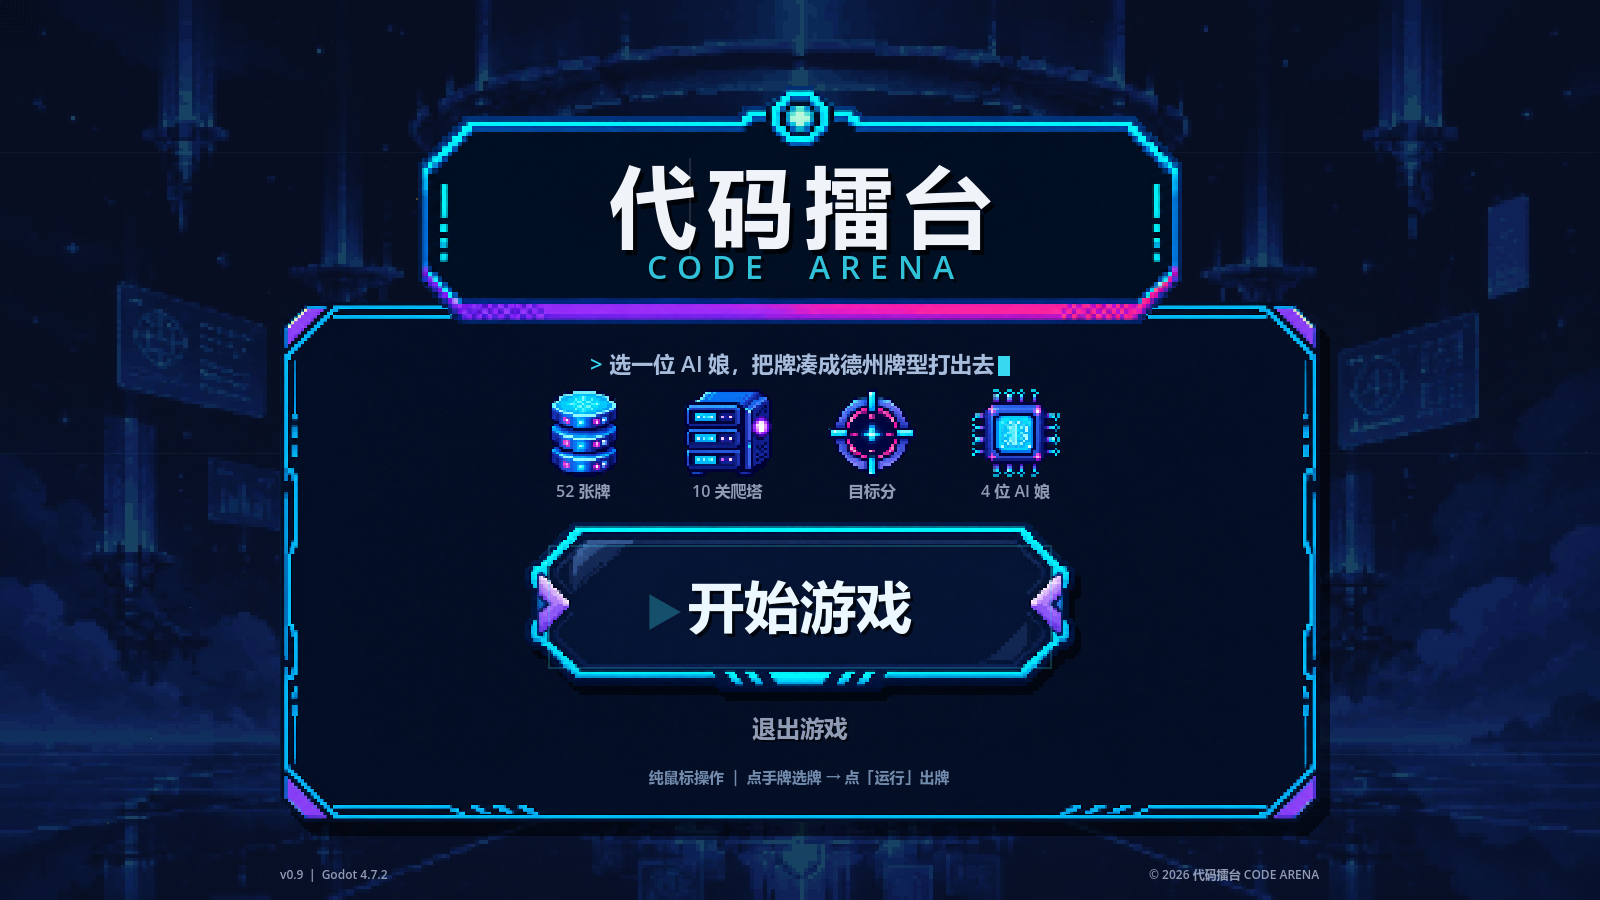 代码擂台
CODE ARENA
> 选一位 AI 娘，把牌凑成德州牌型打出去
52 张牌
10 关爬塔
目标分
4 位 AI 娘
▶开始游戏
退出游戏
纯鼠标操作 | 点手牌选牌 → 点「运行」出牌
v0.9 | Godot 4.7.2
© 2026 代码擂台 CODE ARENA